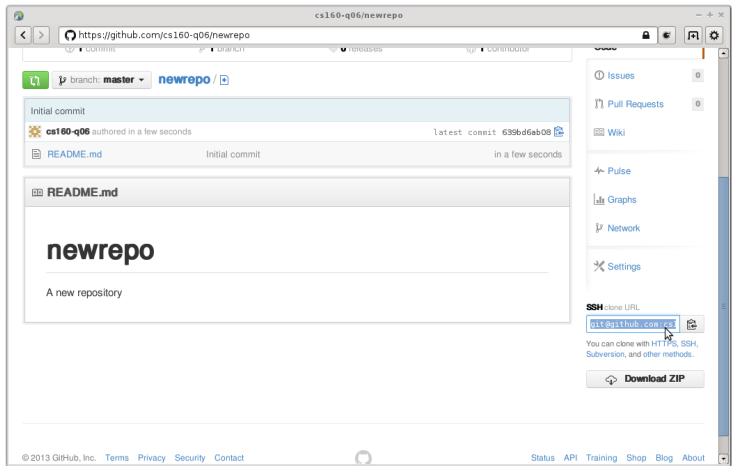 cs160-q06/newrepo
https://github.com/cs160-q06/newrepo
1 commit 1 branch 0 releases 1 contributor
Code
branch: master newrepo /
Issues 0
Pull Requests 0
Wiki
Pulse
Graphs
Network
Settings
Initial commit
cs160-q06 authored in a few seconds latest commit 639bd6ab08
README.md Initial commit in a few seconds
README.md
newrepo
A new repository
SSH clone URL
git@github.com:cs1
You can clone with HTTPS, SSH,
Subversion, and other methods.
Download ZIP
© 2013 GitHub, Inc. Terms Privacy Security Contact Status API Training Shop Blog About